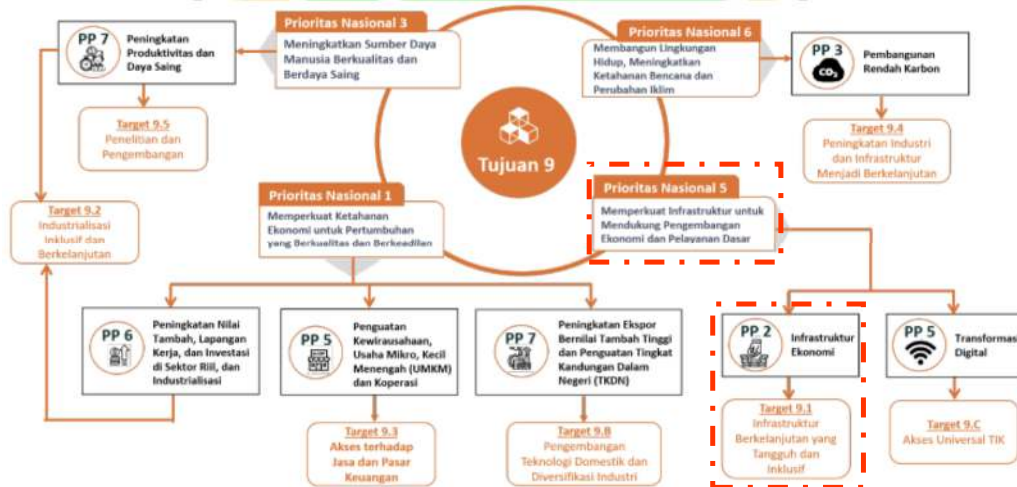 Prioritas Nasional 3
Meningkatkan Sumber Daya
Manusia Berkualitas dan
Berdaya Saing
PP 7
Peningkatan
Produktivitas dan
Daya Saing
Target 9.5
Penelitian dan
Pengembangan
Target 9.2
Industrialisasi
Inklusif dan
Berkelanjutan
Prioritas Nasional 6
Membangun Lingkungan
Hidup, Meningkatkan
Ketahanan Bencana dan
Perubahan Iklim
PP 3
CO₂
Pembangunan
Rendah Karbon
Target 9.4
Peningkatan Industri
dan Infrastruktur
Menjadi Berkelanjutan
Tujuan 9
Prioritas Nasional 1
Memperkuat Ketahanan
Ekonomi untuk Pertumbuhan
yang Berkualitas dan Berkeadilan
Prioritas Nasional 5
Memperkuat Infrastruktur untuk
Mendukung Pengembangan
Ekonomi dan Pelayanan Dasar
PP 6
Peningkatan Nilai
Tambah, Lapangan
Kerja, dan Investasi
di Sektor Riil, dan
Industrialisasi
PP 5
Penguatan
Kewirausahaan,
Usaha Mikro, Kecil
Menengah (UMKM)
dan Koperasi
Target 9.3
Akses terhadap
Jasa dan Pasar
Keuangan
PP 7
Peningkatan Ekspor
Bernilai Tambah Tinggi
dan Penguatan Tingkat
Kandungan Dalam
Negeri (TKDN)
Target 9.B
Pengembangan
Teknologi Domestik dan
Diversifikasi Industri
PP 2
Infrastruktur
Ekonomi
Target 9.1
Infrastruktur
Berkelanjutan yang
Tangguh dan
Inklusif
PP 5
Transformas
Digital
Target 9.C
Akses Universal TIK